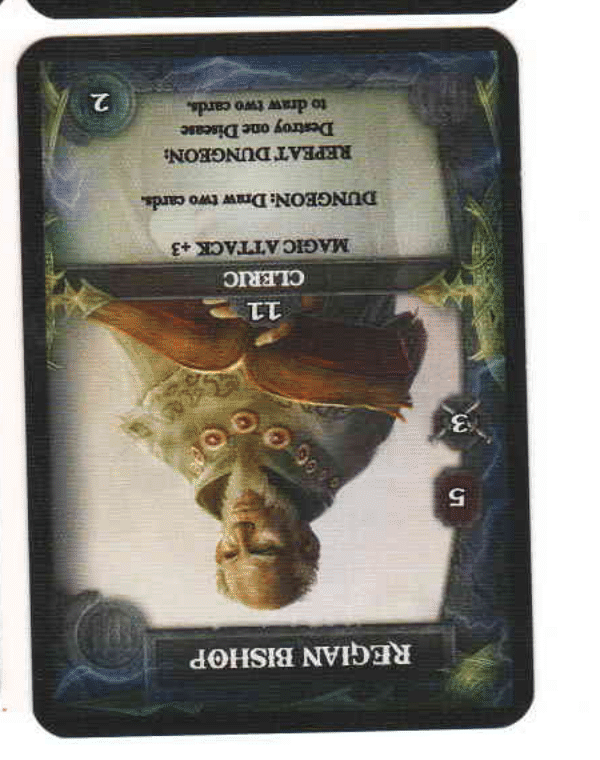 REGIAN BISHOP
5
3
11
CLERIC
MAGIC ATTACK +3
DUNGEON: Draw two cards.
REPEAT DUNGEON:
Destroy one Disease
to draw two cards.
2